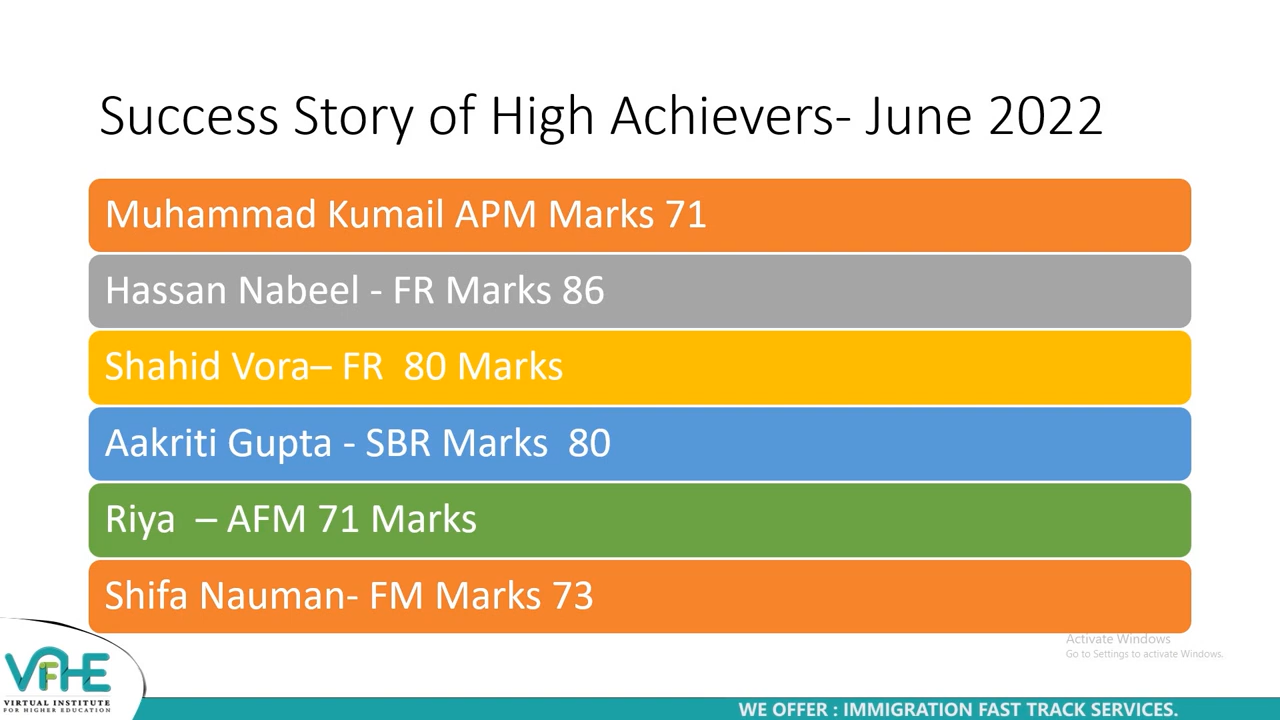 Success Story of High Achievers- June 2022
Muhammad Kumail APM Marks 71
Hassan Nabeel - FR Marks 86
Shahid Vora– FR  80 Marks
Aakriti Gupta - SBR Marks  80
Riya  – AFM 71 Marks
Shifa Nauman- FM Marks 73
Activate Windows
Go to Settings to activate Windows.
VIFHE
VIRTUAL INSTITUTE
FOR HIGHER EDUCATION
WE OFFER : IMMIGRATION FAST TRACK SERVICES.